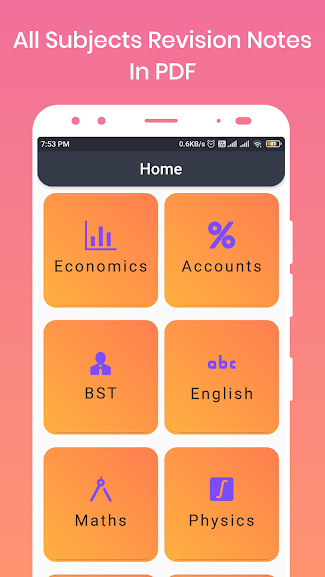 All Subjects Revision Notes
In PDF
7:53 PM 0.6KB/s
Home
Economics Accounts
abc
BST English
Maths Physics